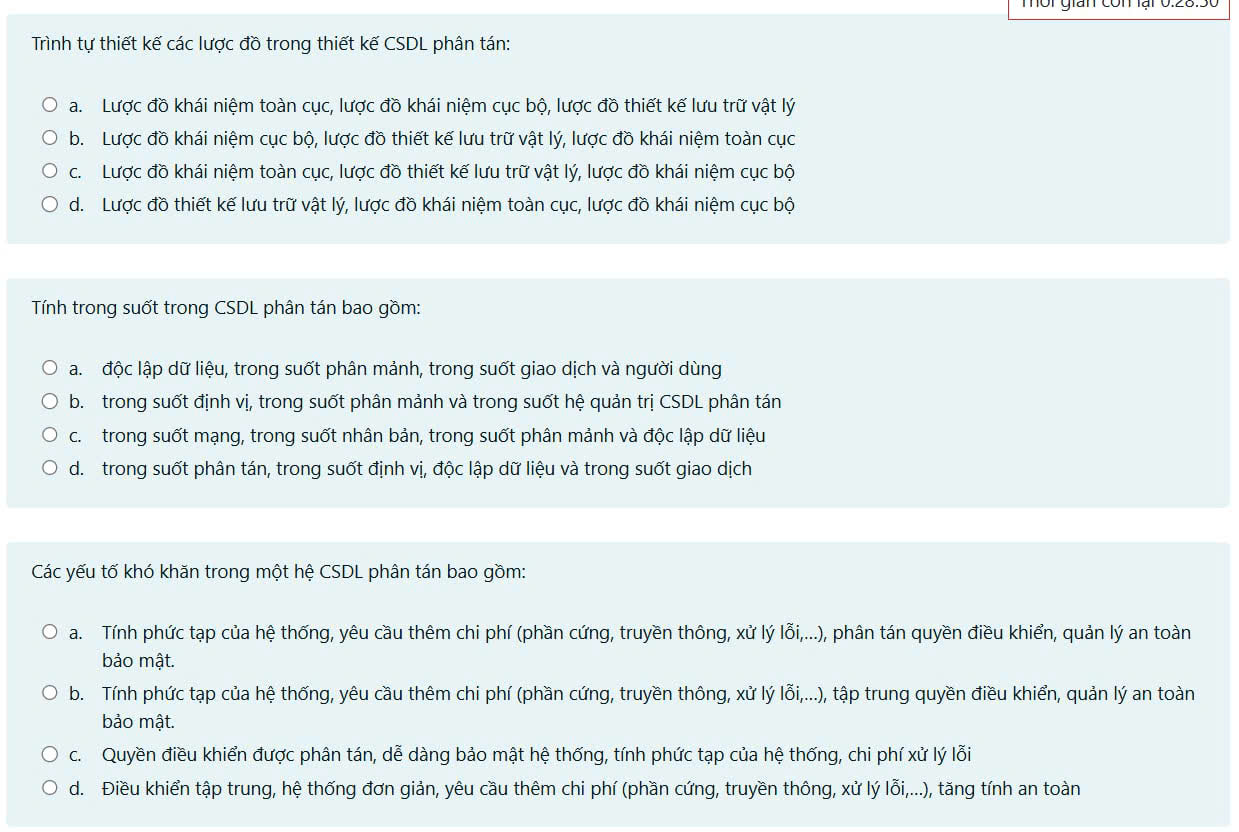 Thời gian còn lại 0:28:50
Trình tự thiết kế các lược đồ trong thiết kế CSDL phân tán:
a. Lược đồ khái niệm toàn cục, lược đồ khái niệm cục bộ, lược đồ thiết kế lưu trữ vật lý
b. Lược đồ khái niệm cục bộ, lược đồ thiết kế lưu trữ vật lý, lược đồ khái niệm toàn cục
c. Lược đồ khái niệm toàn cục, lược đồ thiết kế lưu trữ vật lý, lược đồ khái niệm cục bộ
d. Lược đồ thiết kế lưu trữ vật lý, lược đồ khái niệm toàn cục, lược đồ khái niệm cục bộ
Tính trong suốt trong CSDL phân tán bao gồm:
a. độc lập dữ liệu, trong suốt phân mảnh, trong suốt giao dịch và người dùng
b. trong suốt định vị, trong suốt phân mảnh và trong suốt hệ quản trị CSDL phân tán
c. trong suốt mạng, trong suốt nhân bản, trong suốt phân mảnh và độc lập dữ liệu
d. trong suốt phân tán, trong suốt định vị, độc lập dữ liệu và trong suốt giao dịch
Các yếu tố khó khăn trong một hệ CSDL phân tán bao gồm:
a. Tính phức tạp của hệ thống, yêu cầu thêm chi phí (phần cứng, truyền thông, xử lý lỗi,...), phân tán quyền điều khiển, quản lý an toàn
bảo mật.
b. Tính phức tạp của hệ thống, yêu cầu thêm chi phí (phần cứng, truyền thông, xử lý lỗi,...), tập trung quyền điều khiển, quản lý an toàn
bảo mật.
c. Quyền điều khiển được phân tán, dễ dàng bảo mật hệ thống, tính phức tạp của hệ thống, chi phí xử lý lỗi
d. Điều khiển tập trung, hệ thống đơn giản, yêu cầu thêm chi phí (phần cứng, truyền thông, xử lý lỗi,...), tăng tính an toàn